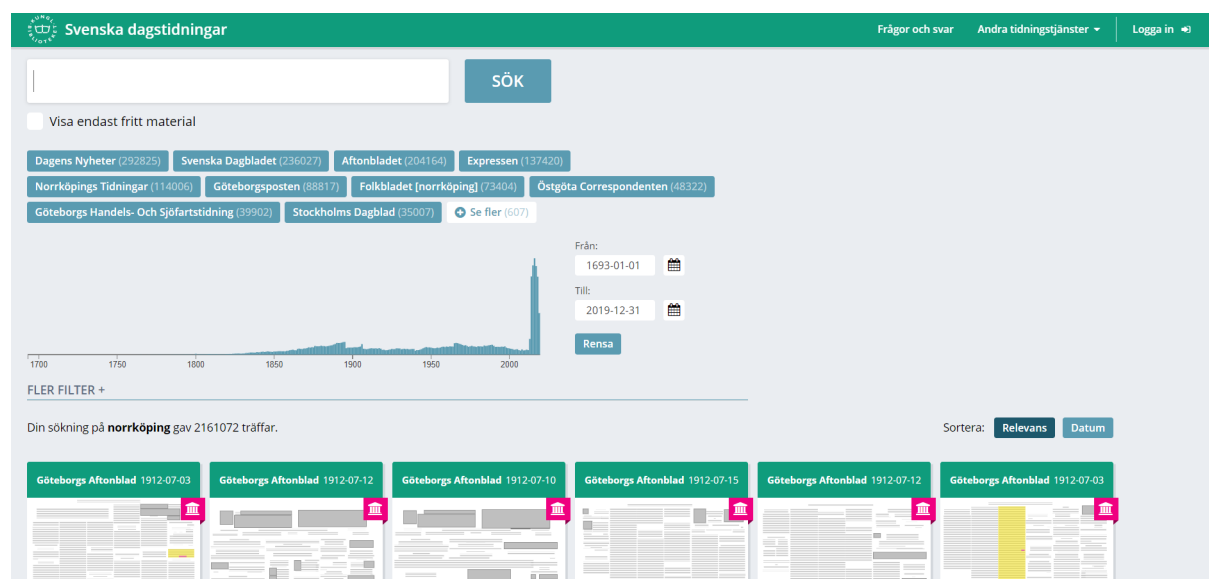 KUNGL. BIBLIOTEKET
Svenska dagstidningar
Frågor och svar Andra tidningstjänster Logga in
SÖK
Visa endast fritt material
Dagens Nyheter (292825) Svenska Dagbladet (236027) Aftonbladet (204164) Expressen (137420)
Norrköpings Tidningar (114006) Göteborgsposten (88817) Folkbladet [norrköping] (73404) Östgöta Correspondenten (48322)
Göteborgs Handels- Och Sjöfartstidning (39902) Stockholms Dagblad (35007) Se fler (607)
Från:
1693-01-01
Till:
2019-12-31
Rensa
1700 1750 1800 1850 1900 1950 2000
FLER FILTER +
Din sökning på norrköping gav 2161072 träffar.
Sortera: Relevans Datum
Göteborgs Aftonblad 1912-07-03 Göteborgs Aftonblad 1912-07-12 Göteborgs Aftonblad 1912-07-10 Göteborgs Aftonblad 1912-07-15 Göteborgs Aftonblad 1912-07-12 Göteborgs Aftonblad 1912-07-03